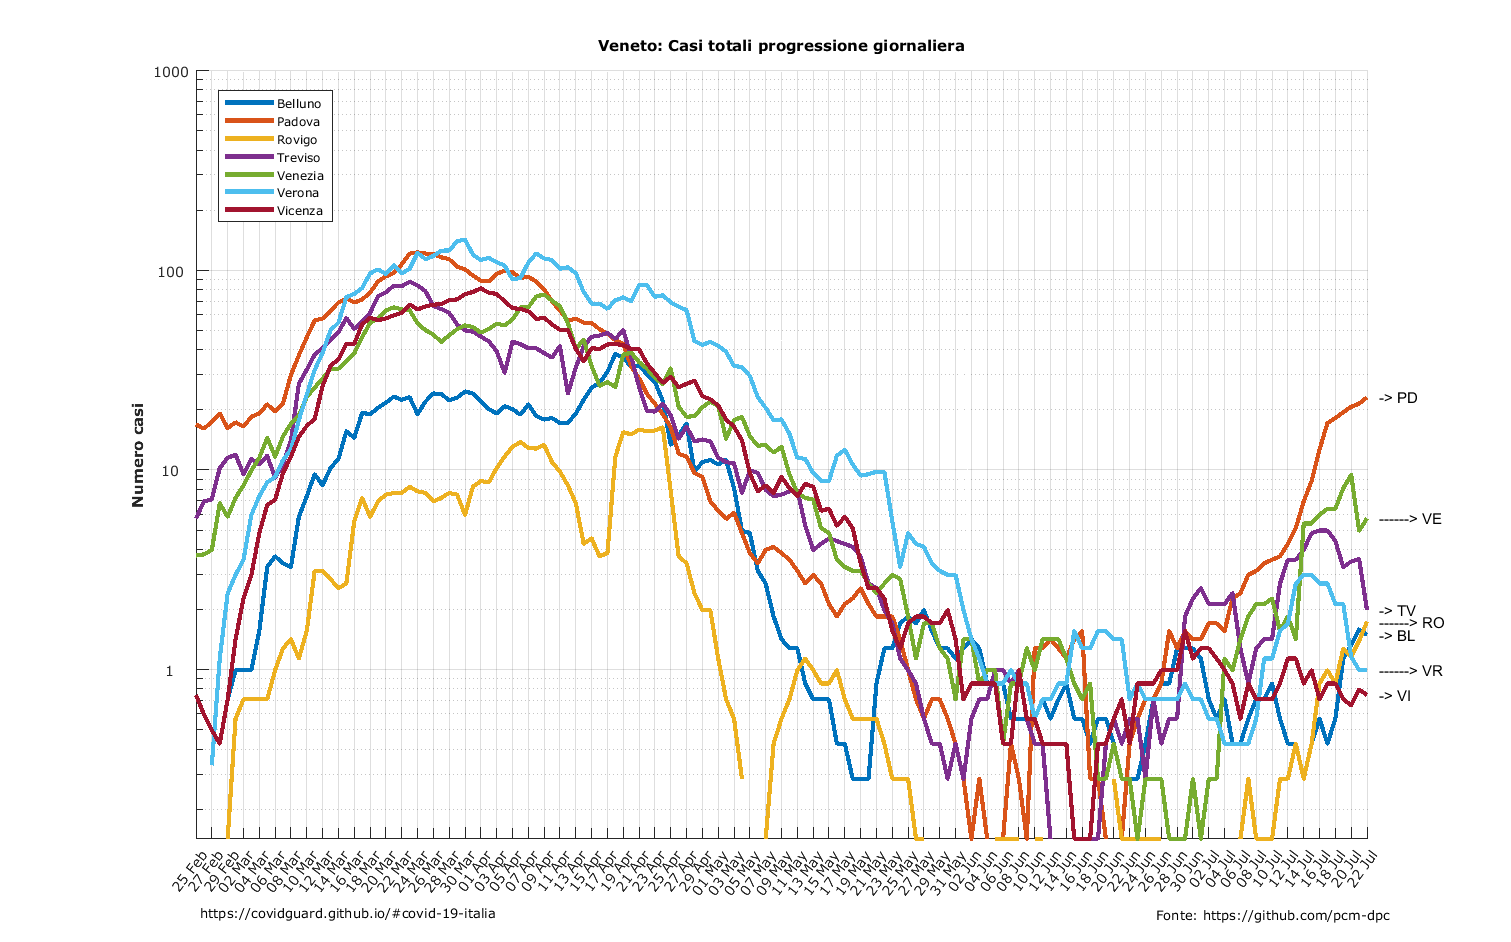 Veneto: Casi totali progressione giornaliera
1000
100
10
1
Numero casi
Belluno
Padova
Rovigo
Treviso
Venezia
Verona
Vicenza
-> PD
------> VE
-> TV
------> RO
-> BL
------> VR
-> VI
25 Feb
27 Feb
29 Feb
02 Mar
04 Mar
06 Mar
08 Mar
10 Mar
12 Mar
14 Mar
16 Mar
18 Mar
20 Mar
22 Mar
24 Mar
26 Mar
28 Mar
30 Mar
01 Apr
03 Apr
05 Apr
07 Apr
09 Apr
11 Apr
13 Apr
15 Apr
17 Apr
19 Apr
21 Apr
23 Apr
25 Apr
27 Apr
29 Apr
01 May
03 May
05 May
07 May
09 May
11 May
13 May
15 May
17 May
19 May
21 May
23 May
25 May
27 May
29 May
31 May
02 Jun
04 Jun
06 Jun
08 Jun
10 Jun
12 Jun
14 Jun
16 Jun
18 Jun
20 Jun
22 Jun
24 Jun
26 Jun
28 Jun
30 Jun
02 Jul
04 Jul
06 Jul
08 Jul
10 Jul
12 Jul
14 Jul
16 Jul
18 Jul
20 Jul
22 Jul
https://covidguard.github.io/#covid-19-italia
Fonte: https://github.com/pcm-dpc